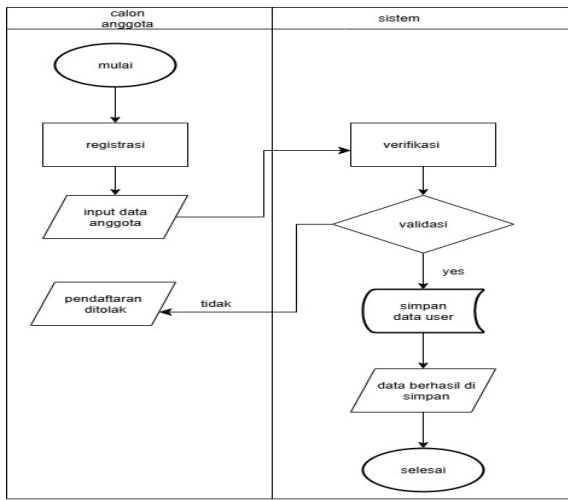 calon
anggota
sistem
mulai
registrasi
verifikasi
input data
anggota
validasi
yes
pendaftaran
ditolak
tidak
simpan
data user
data berhasil di
simpan
selesai